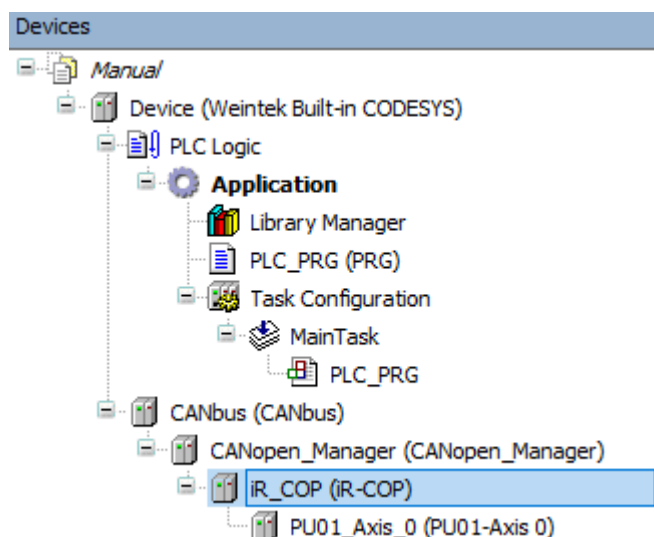 Devices
Manual
Device (Weintek Built-in CODESYS)
PLC Logic
Application
Library Manager
PLC_PRG (PRG)
Task Configuration
MainTask
PLC_PRG
CANbus (CANbus)
CANopen_Manager (CANopen_Manager)
iR_COP (iR-COP)
PU01_Axis_0 (PU01-Axis 0)